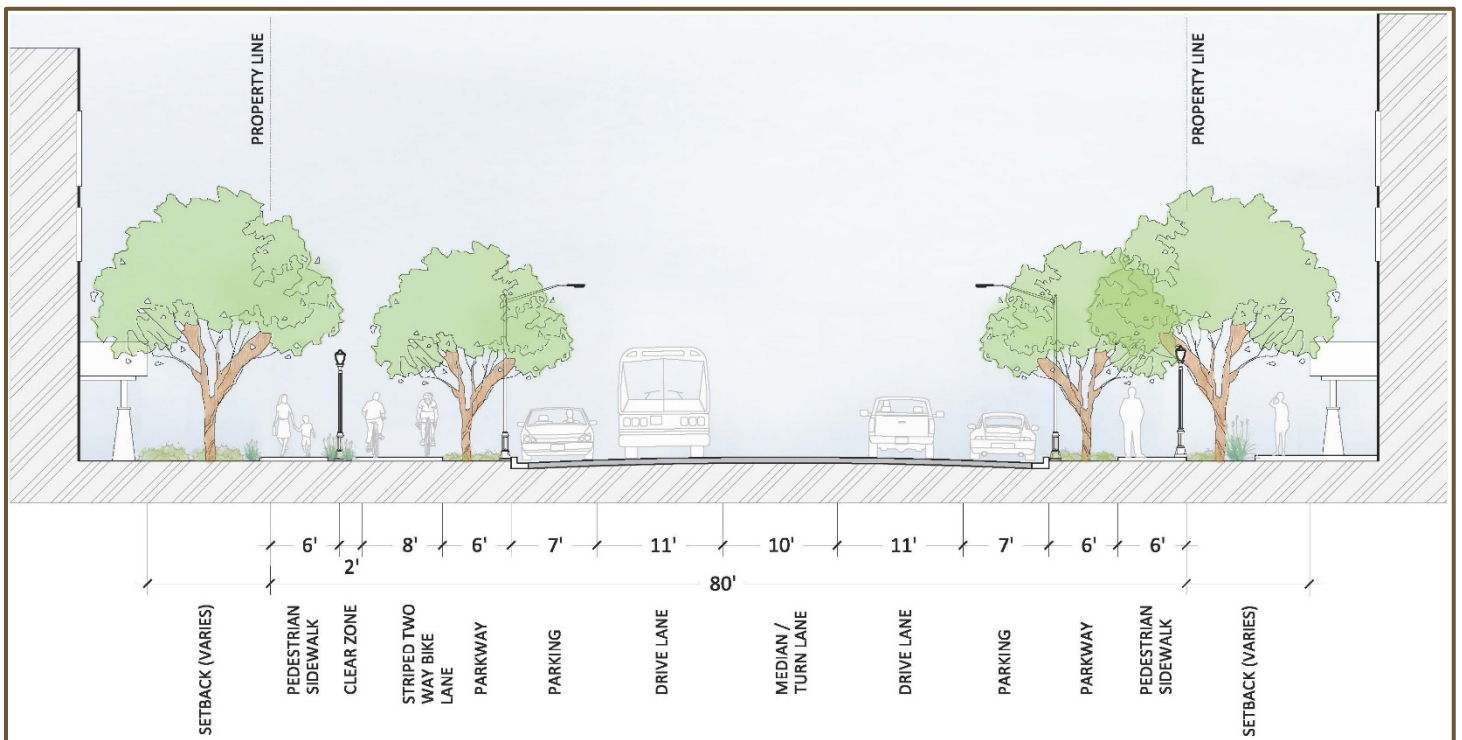 PROPERTY LINE
PROPERTY LINE
6'
2'
8'
6'
7'
11'
10'
11'
7'
6'
6'
80'
SETBACK (VARIES)
PEDESTRIAN
SIDEWALK
CLEAR ZONE
STRIPED TWO
WAY BIKE
LANE
PARKWAY
PARKING
DRIVE LANE
MEDIAN /
TURN LANE
DRIVE LANE
PARKING
PARKWAY
PEDESTRIAN
SIDEWALK
SETBACK (VARIES)